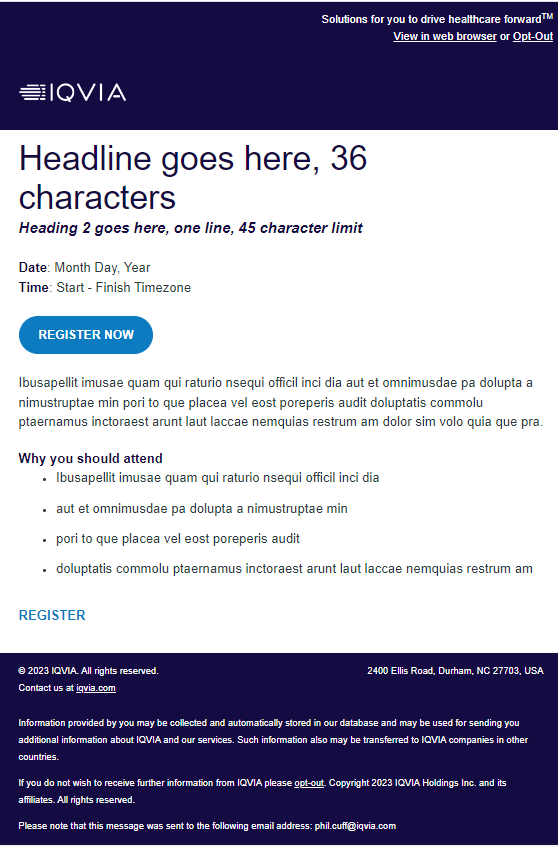 Solutions for you to drive healthcare forward™
View in web browser or Opt-Out
IQVIA
Headline goes here, 36
characters
Heading 2 goes here, one line, 45 character limit
Date: Month Day, Year
Time: Start - Finish Timezone
REGISTER NOW
Ibusapellit imusae quam qui raturio nsequi officil inci dia aut et omnimusdae pa dolupta a
nimustruptae min pori to que placea vel eost poreperis audit doluptatis commolu
ptaernamus inctoraest arunt laut laccae nemquias restrum am dolor sim volo quia que pra.
Why you should attend
• Ibusapellit imusae quam qui raturio nsequi officil inci dia
• aut et omnimusdae pa dolupta a nimustruptae min
• pori to que placea vel eost poreperis audit
• doluptatis commolu ptaernamus inctoraest arunt laut laccae nemquias restrum am
REGISTER
© 2023 IQVIA. All rights reserved.
2400 Ellis Road, Durham, NC 27703, USA
Contact us at iqvia.com
Information provided by you may be collected and automatically stored in our database and may be used for sending you
additional information about IQVIA and our services. Such information also may be transferred to IQVIA companies in other
countries.
If you do not wish to receive further information from IQVIA please opt-out. Copyright 2023 IQVIA Holdings Inc. and its
affiliates. All rights reserved.
Please note that this message was sent to the following email address: phil.cuff@iqvia.com